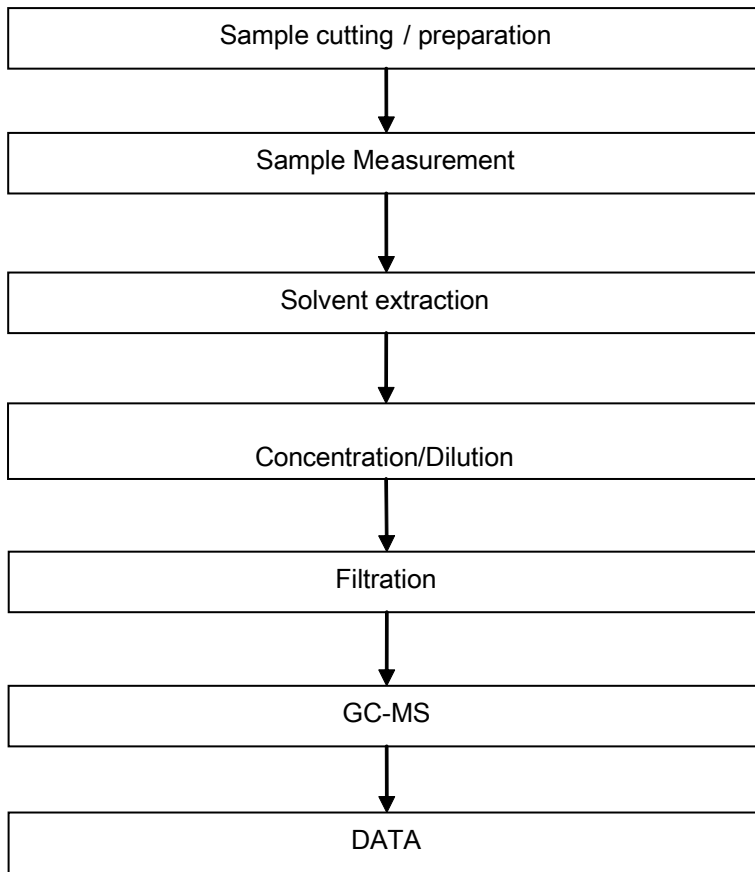 Sample cutting / preparation
Sample Measurement
Solvent extraction
Concentration/Dilution
Filtration
GC-MS
DATA